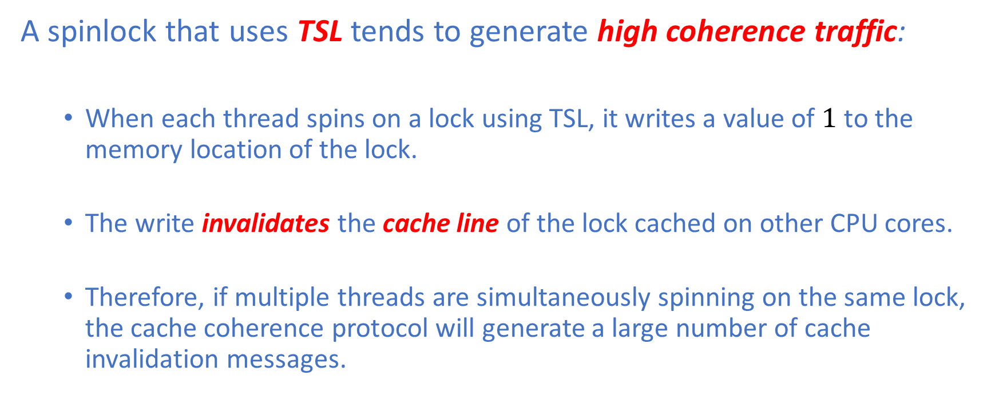 A spinlock that uses TSL tends to generate high coherence traffic:
• When each thread spins on a lock using TSL, it writes a value of 1 to the
memory location of the lock.
• The write invalidates the cache line of the lock cached on other CPU cores.
• Therefore, if multiple threads are simultaneously spinning on the same lock,
the cache coherence protocol will generate a large number of cache
invalidation messages.